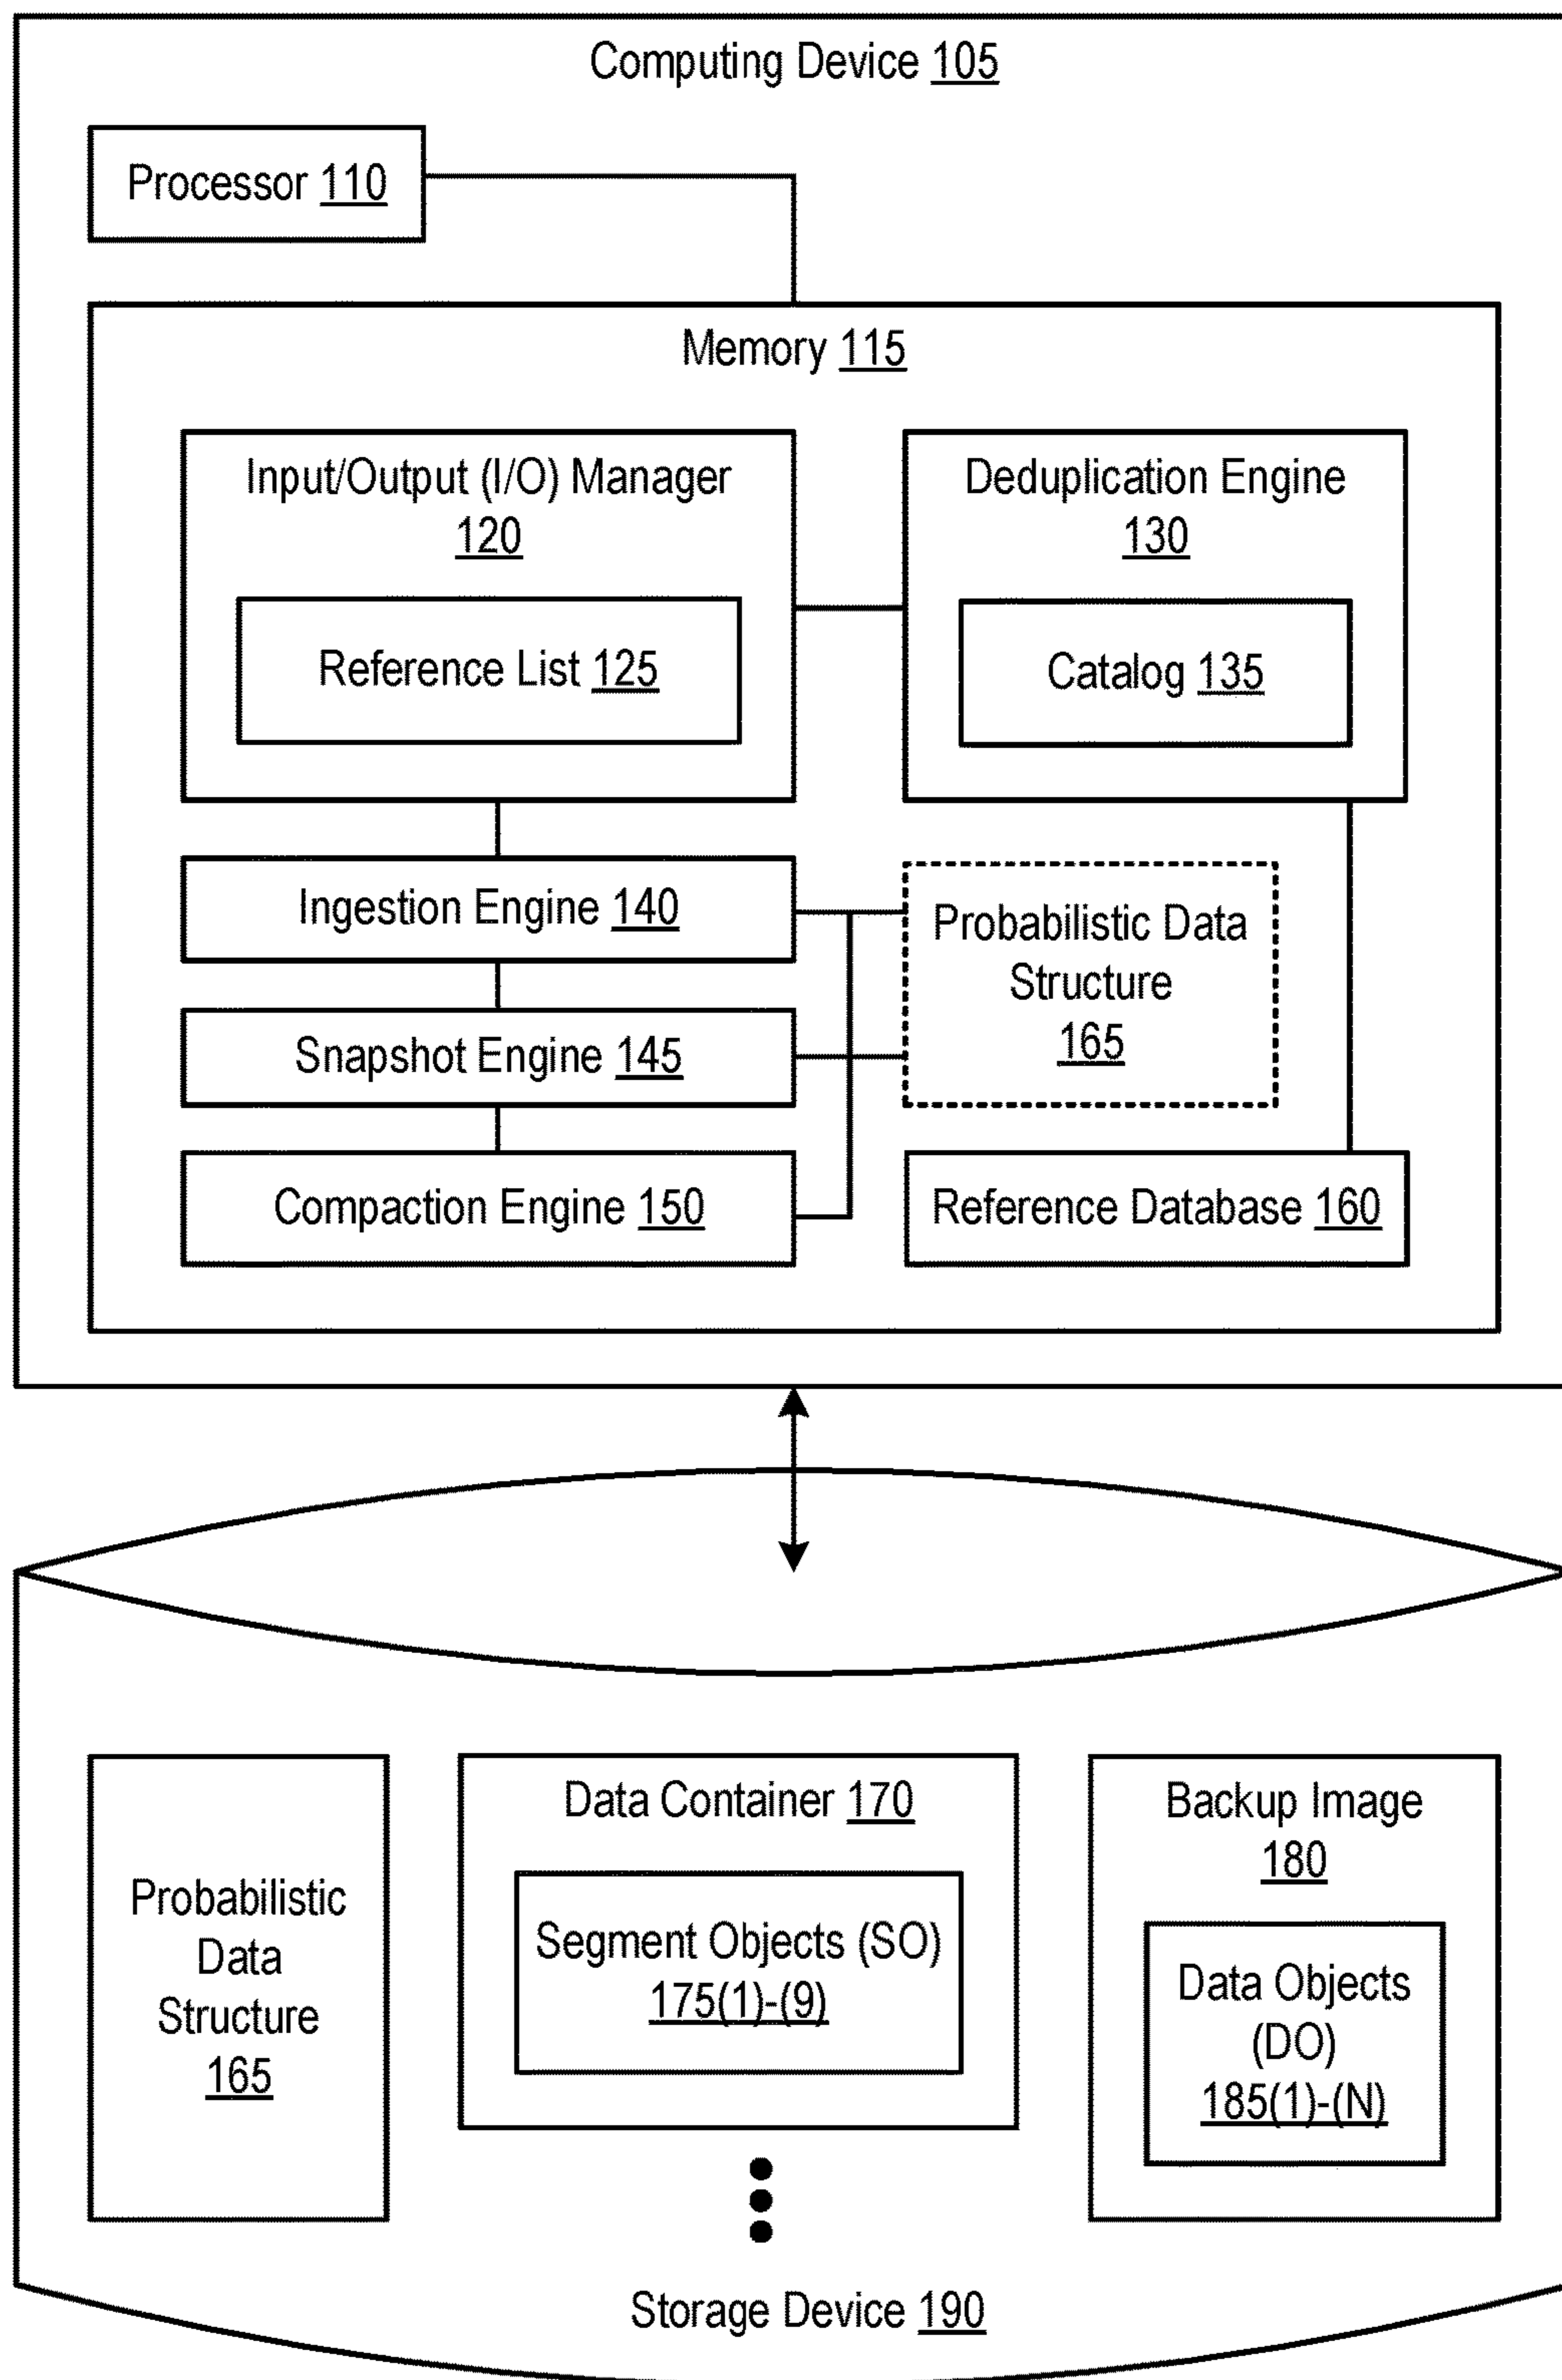 Computing Device 105
Processor 110
Memory 115
Input/Output (I/O) Manager
120
Reference List 125
Deduplication Engine
130
Catalog 135
Ingestion Engine 140
Snapshot Engine 145
Compaction Engine 150
Probabilistic Data
Structure
165
Reference Database 160
Probabilistic
Data
Structure
165
Data Container 170
Segment Objects (SO)
175(1)-(9)
Backup Image
180
Data Objects
(DO)
185(1)-(N)
Storage Device 190